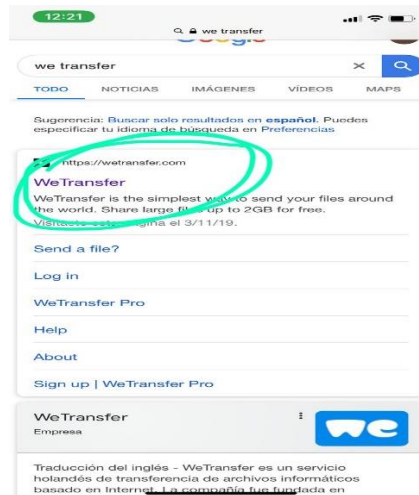 12:21
we transfer
Google
we transfer
TODO NOTICIAS IMÁGENES VÍDEOS MAPS
Sugerencia: Buscar solo resultados en español. Puedes
especificar tu idioma de búsqueda en Preferencias
https://wetransfer.com
WeTransfer
WeTransfer is the simplest way to send your files around
the world. Share large files up to 2GB for free.
Visitaste esta página el 3/11/19.
Send a file?
Log in
WeTransfer Pro
Help
About
Sign up | WeTransfer Pro
WeTransfer
Empresa
we
Traducción del inglés - WeTransfer es un servicio
holandés de transferencia de archivos informáticos
basado en Internet. La compañía fue fundada en